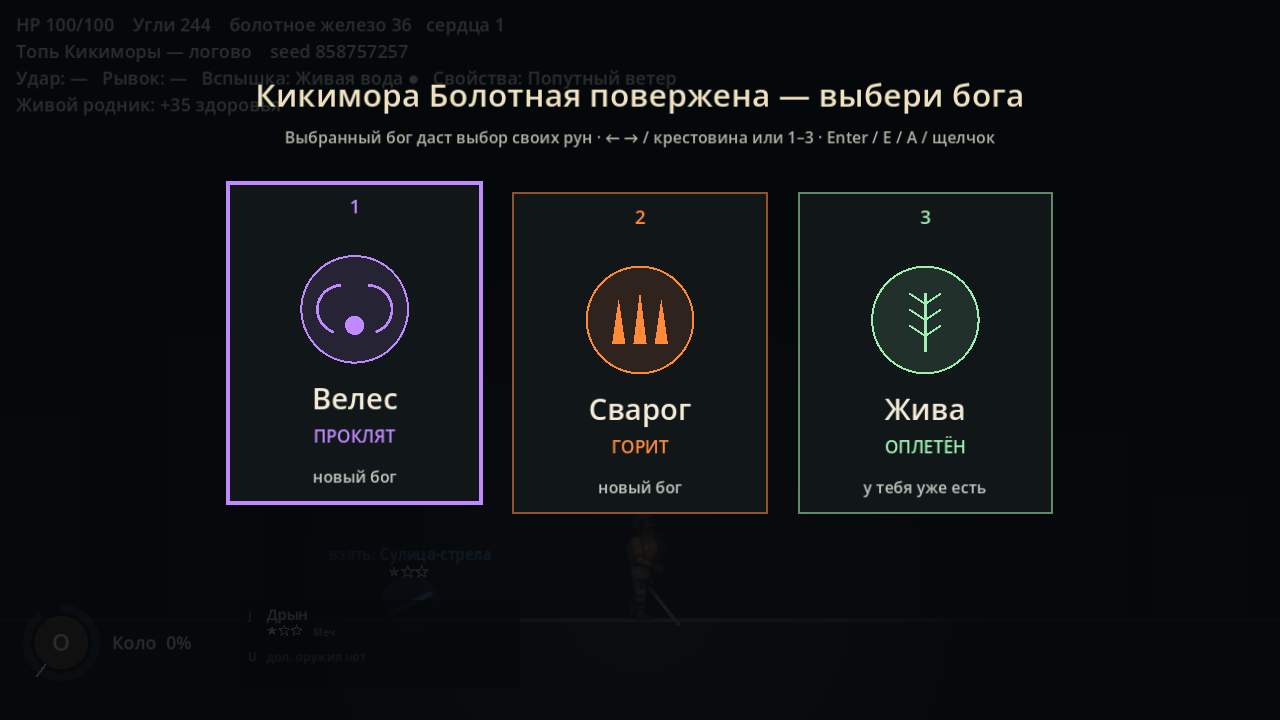 HP 100/100 Угли 244 болотное железо 36 сердца 1
Топь Кикиморы — логово seed 858757257
Удар: — Рывок: — Вспышка: Живая вода ● Свойства: Попутный ветер
Живой родник: +35 здоровья
Кикимора Болотная повержена — выбери бога
Выбранный бог даст выбор своих рун · ← → / крестовина или 1–3 · Enter / E / A / щелчок
1
Велес
ПРОКЛЯТ
новый бог
2
Сварог
ГОРИТ
новый бог
3
Жива
ОПЛЕТЁН
у тебя уже есть
взять: Сулица-стрела
★☆☆
О
Коло 0%
J Дрын
★☆☆ Меч
U доп. оружия нет